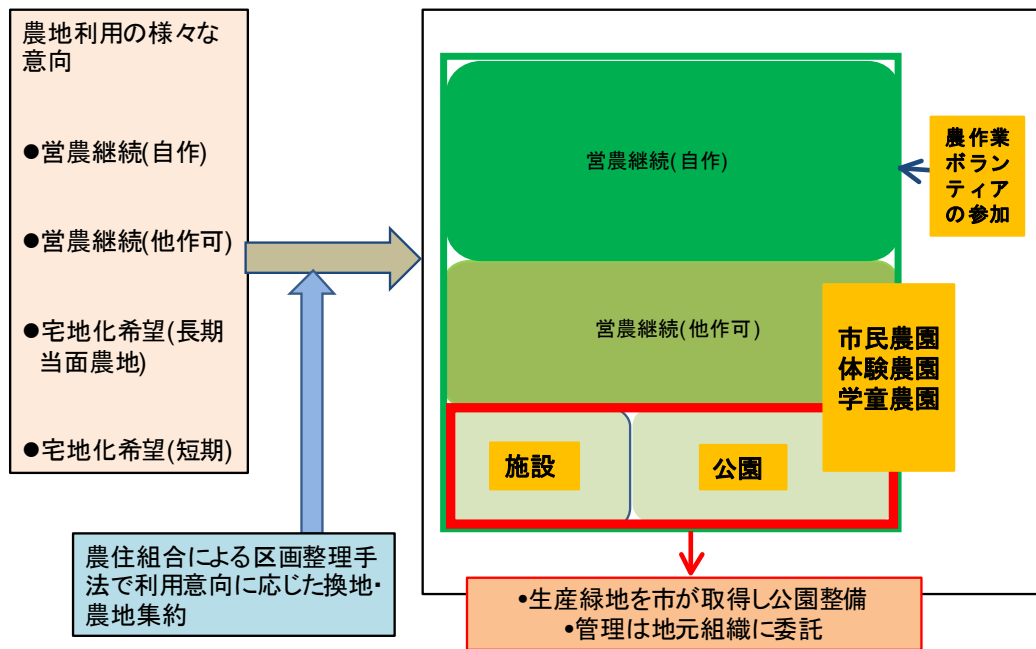 農地利用の様々な
意向
●営農継続(自作)
●営農継続(他作可)
●宅地化希望(長期
当面農地)
●宅地化希望(短期)
農住組合による区画整理手
法で利用意向に応じた換地・
農地集約
営農継続(自作)
農作業
ボラン
ティア
の参加
営農継続(他作可)
市民農園
体験農園
学童農園
施設
公園
•生産緑地を市が取得し公園整備
•管理は地元組織に委託